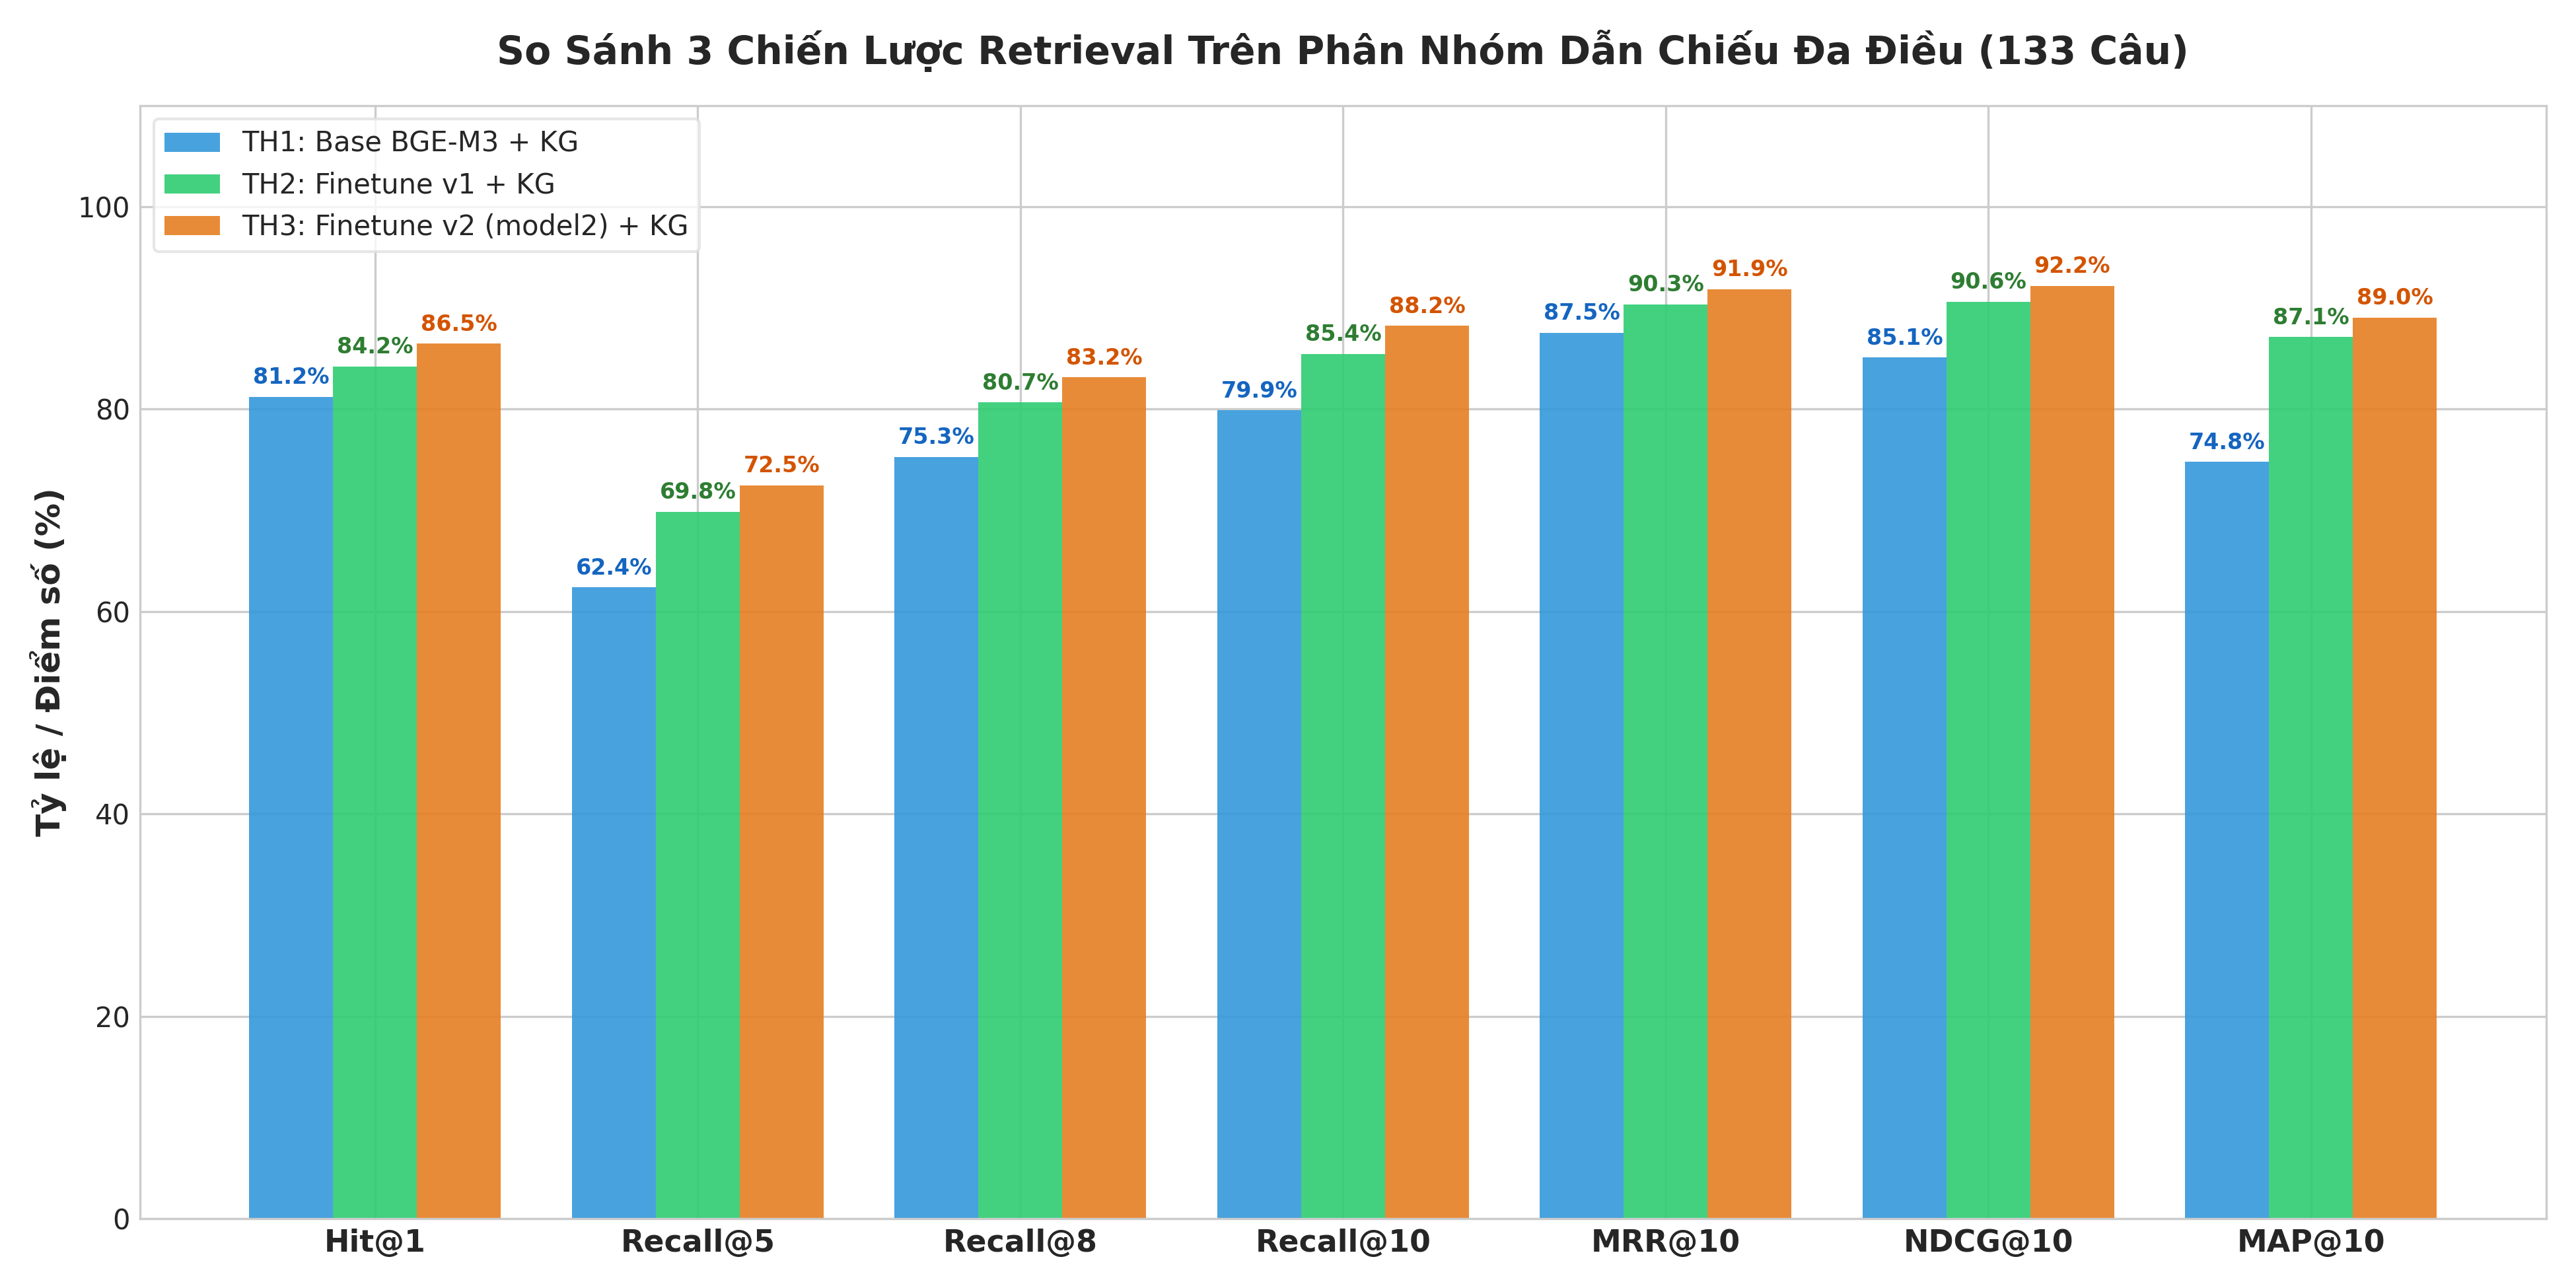 So Sánh 3 Chiến Lược Retrieval Trên Phân Nhóm Dẫn Chiếu Đa Điều (133 Câu)
TH1: Base BGE-M3 + KG
TH2: Finetune v1 + KG
TH3: Finetune v2 (model2) + KG
Tỷ lệ / Điểm số (%)
100
80
60
40
20
0
81.2%
84.2%
86.5%
62.4%
69.8%
72.5%
75.3%
80.7%
83.2%
79.9%
85.4%
88.2%
87.5%
90.3%
91.9%
85.1%
90.6%
92.2%
74.8%
87.1%
89.0%
Hit@1
Recall@5
Recall@8
Recall@10
MRR@10
NDCG@10
MAP@10